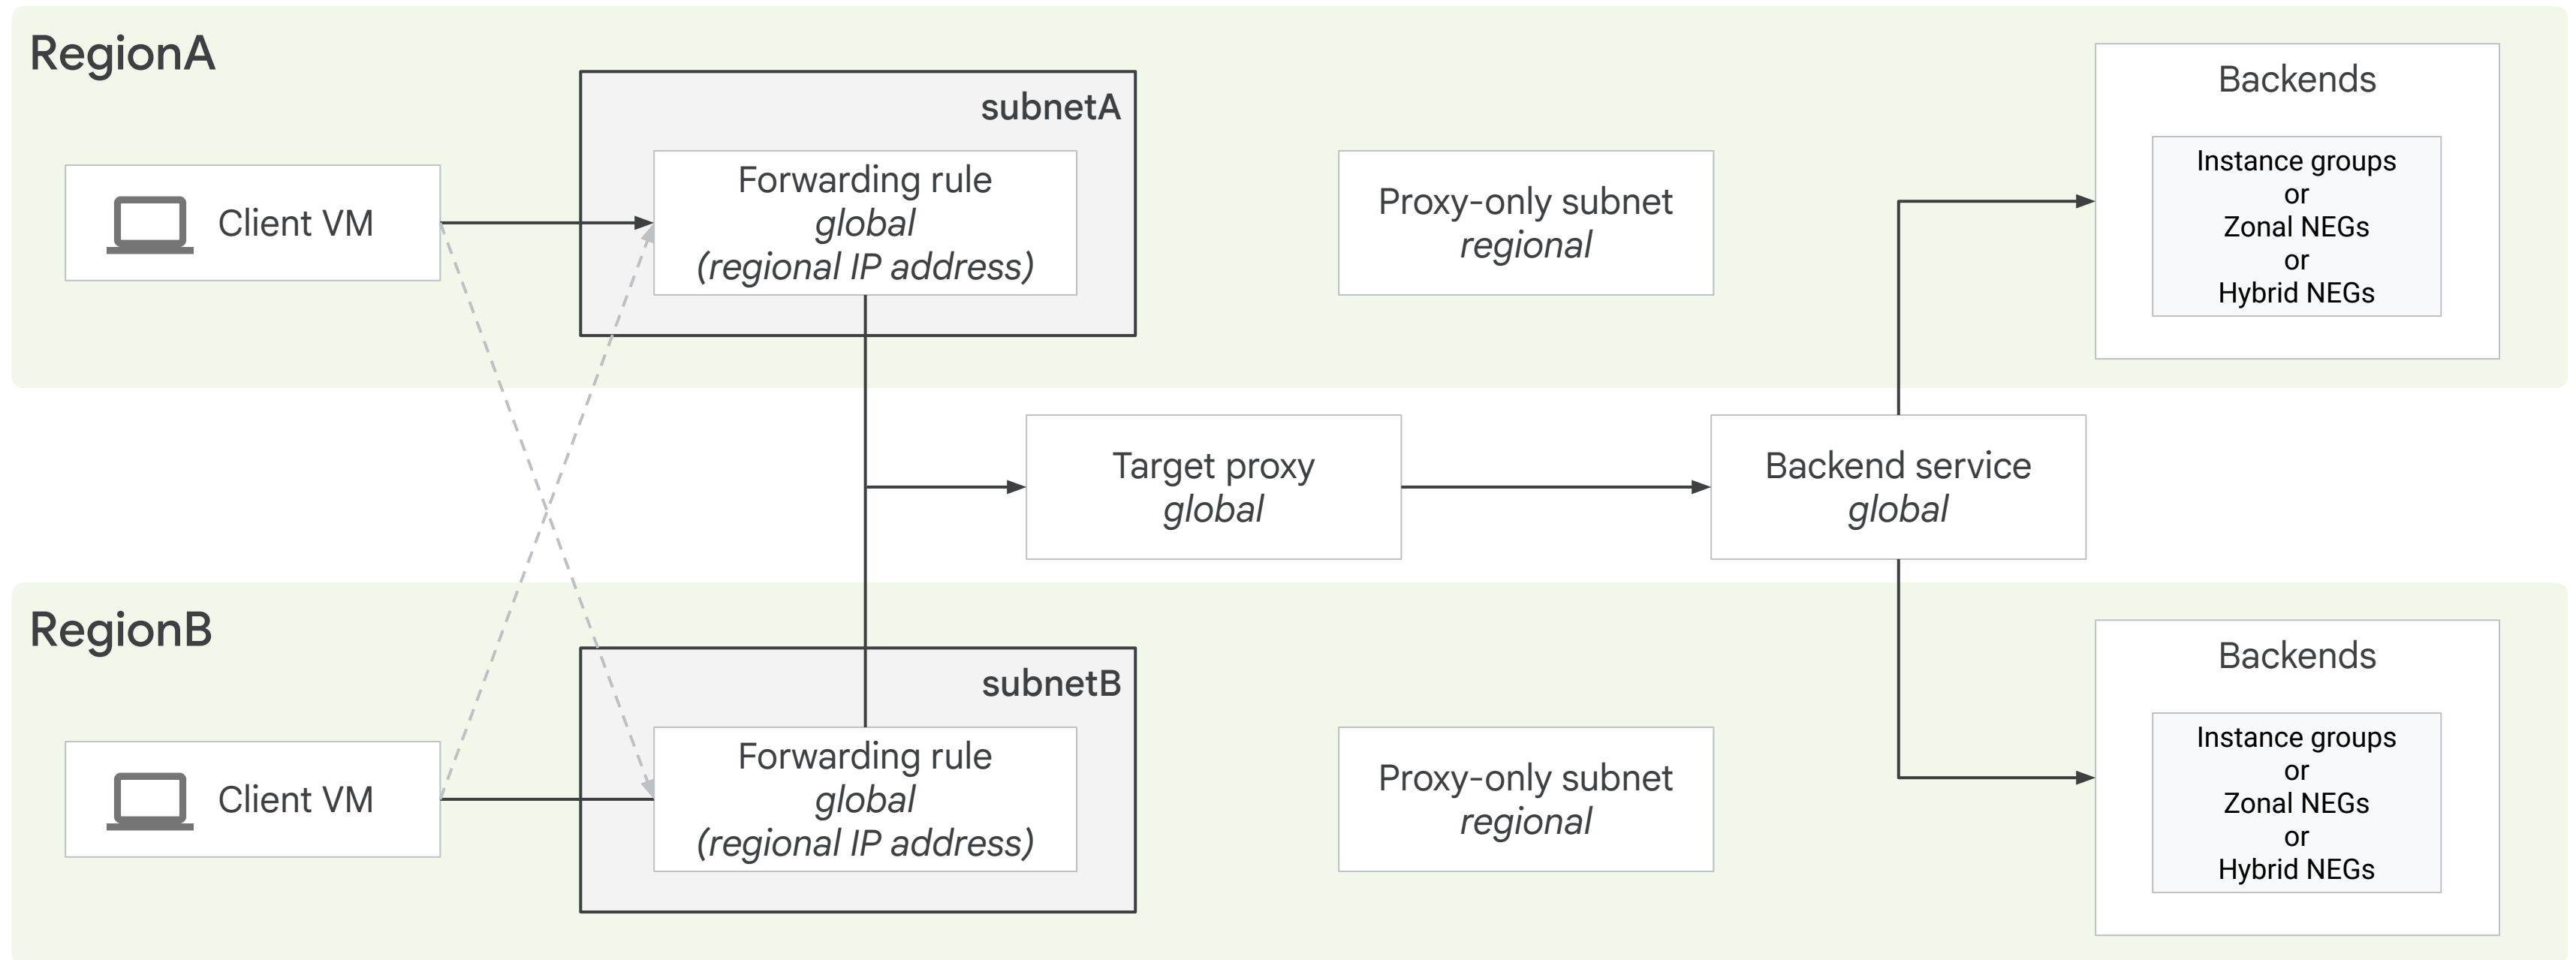 RegionA
Client VM
subnetA
Forwarding rule
global
(regional IP address)
Proxy-only subnet
regional
Backends
Instance groups
or
Zonal NEGs
or
Hybrid NEGs
Target proxy
global
Backend service
global
RegionB
Client VM
subnetB
Forwarding rule
global
(regional IP address)
Proxy-only subnet
regional
Backends
Instance groups
or
Zonal NEGs
or
Hybrid NEGs